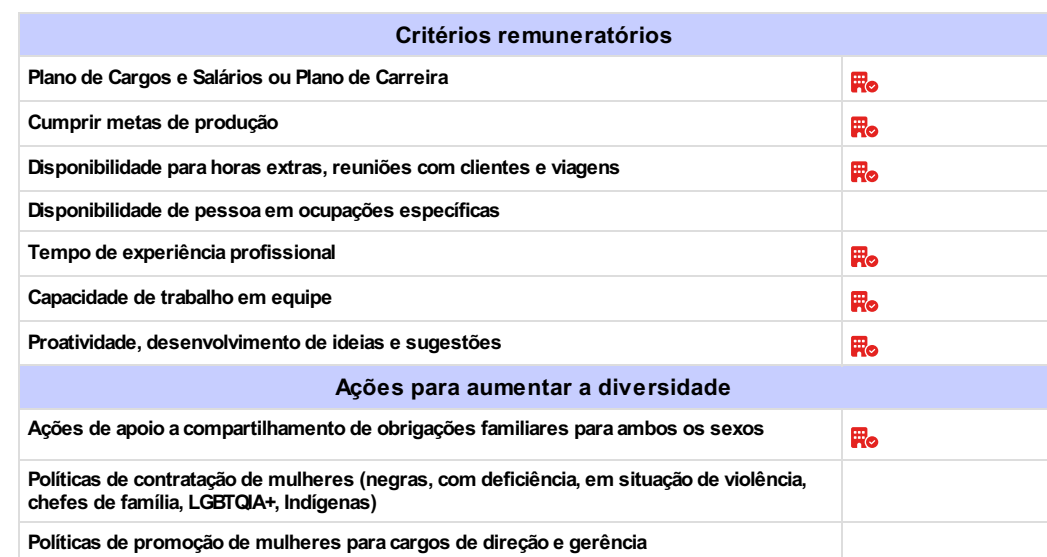 Critérios remuneratórios
Plano de Cargos e Salários ou Plano de Carreira
Cumprir metas de produção
Disponibilidade para horas extras, reuniões com clientes e viagens
Disponibilidade de pessoa em ocupações específicas
Tempo de experiência profissional
Capacidade de trabalho em equipe
Proatividade, desenvolvimento de ideias e sugestões
Ações para aumentar a diversidade
Ações de apoio a compartilhamento de obrigações familiares para ambos os sexos
Políticas de contratação de mulheres (negras, com deficiência, em situação de violência,
chefes de família, LGBTQIA+, Indígenas)
Políticas de promoção de mulheres para cargos de direção e gerência